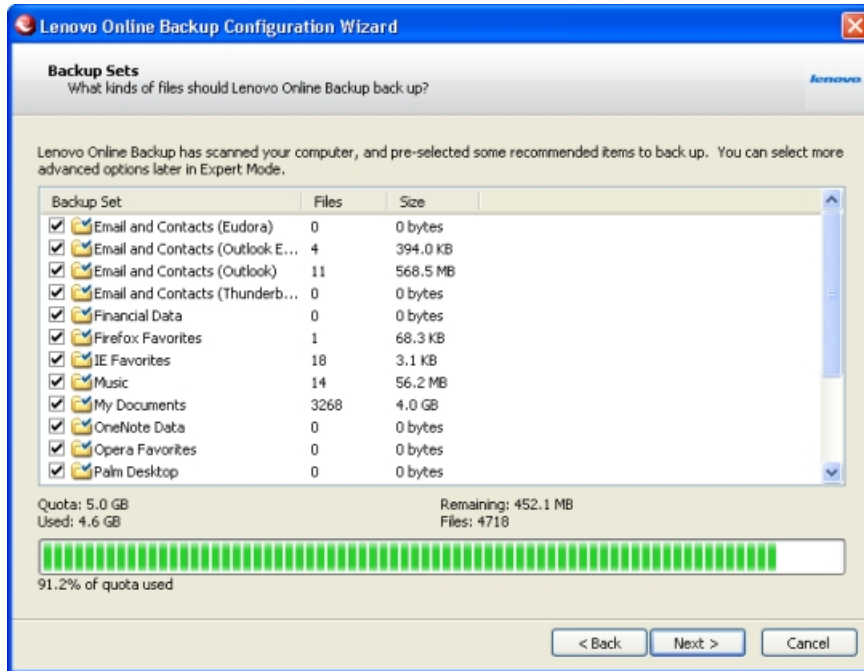 Lenovo Online Backup Configuration Wizard
Backup Sets
What kinds of files should Lenovo Online Backup back up?
lenovo
Lenovo Online Backup has scanned your computer, and pre-selected some recommended items to back up. You can select more
advanced options later in Expert Mode.
Backup Set Files Size
Email and Contacts (Eudora) 0 0 bytes
Email and Contacts (Outlook E... 4 394.0 KB
Email and Contacts (Outlook) 11 568.5 MB
Email and Contacts (Thunderb... 0 0 bytes
Financial Data 0 0 bytes
Firefox Favorites 1 68.3 KB
IE Favorites 18 3.1 KB
Music 14 56.2 MB
My Documents 3268 4.0 GB
OneNote Data 0 0 bytes
Opera Favorites 0 0 bytes
Palm Desktop 0 0 bytes
Quota: 5.0 GB Remaining: 452.1 MB
Used: 4.6 GB Files: 4718
91.2% of quota used
< Back Next > Cancel